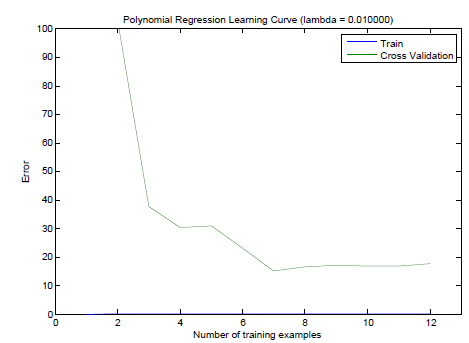 Polynomial Regression Learning Curve (lambda = 0.010000)
Train
Cross Validation
100
90
80
70
60
50
40
30
20
10
0
Error
0 2 4 6 8 10 12
Number of training examples